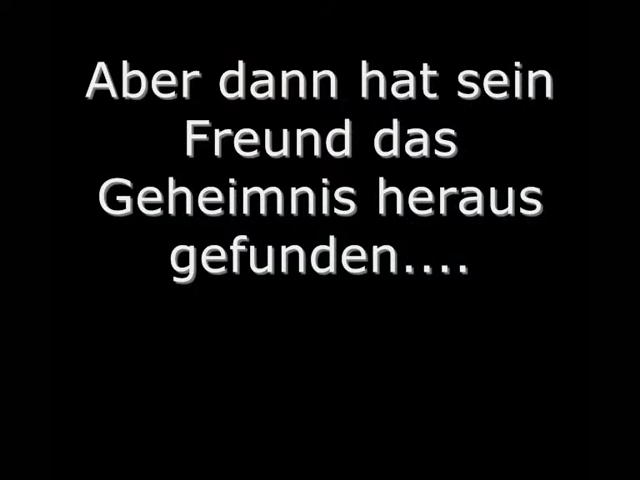 Aber dann hat sein
Freund das
Geheimnis heraus
gefunden....